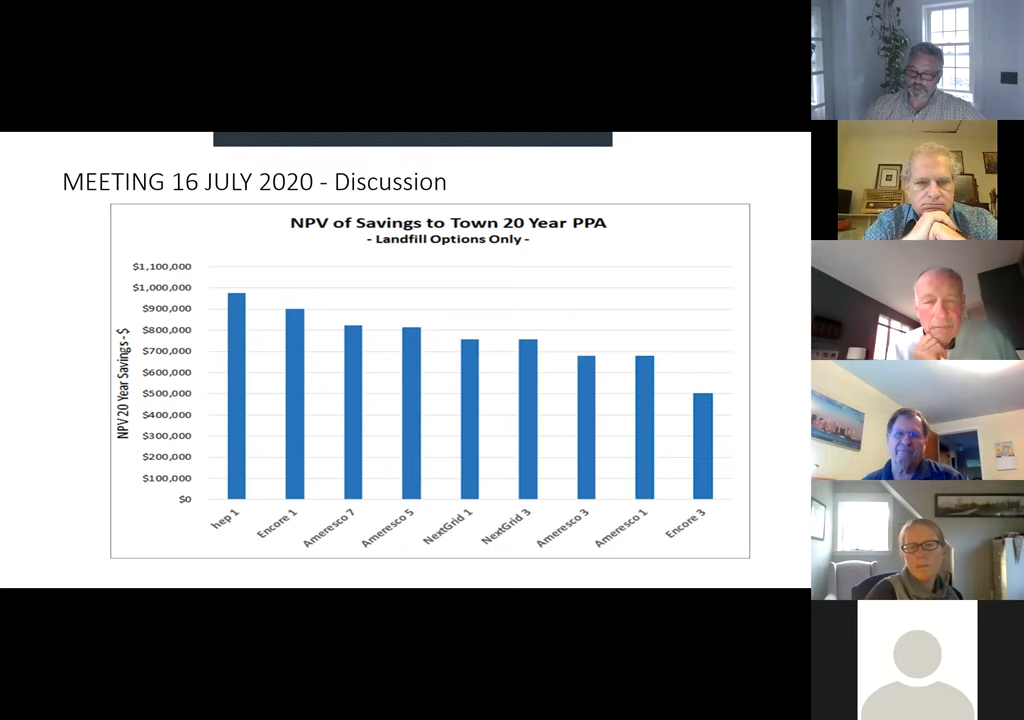 MEETING 16 JULY 2020 - Discussion
NPV of Savings to Town 20 Year PPA
- Landfill Options Only -
NPV 20 Year Savings - $
$1,100,000
$1,000,000
$900,000
$800,000
$700,000
$600,000
$500,000
$400,000
$300,000
$200,000
$100,000
$0
hep 1
Encore 1
Ameresco 7
Ameresco 5
NextGrid 1
NextGrid 3
Ameresco 3
Ameresco 1
Encore 3